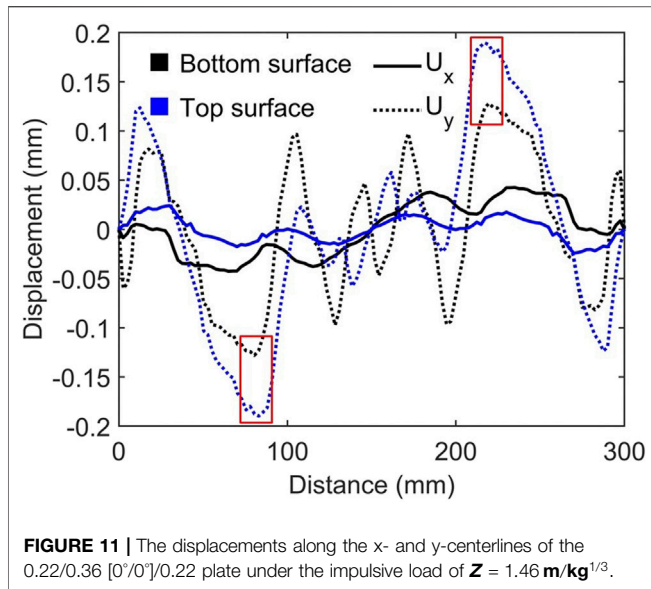 0.2
0.15
0.1
0.05
0
-0.05
-0.1
-0.15
-0.2
Displacement (mm)
Bottom surface
Top surface
U_x
U_y
0 100 200 300
Distance (mm)
FIGURE 11 | The displacements along the x- and y-centerlines of the
0.22/0.36 [0°/0°]/0.22 plate under the impulsive load of Z = 1.46 m/kg^{1/3}.